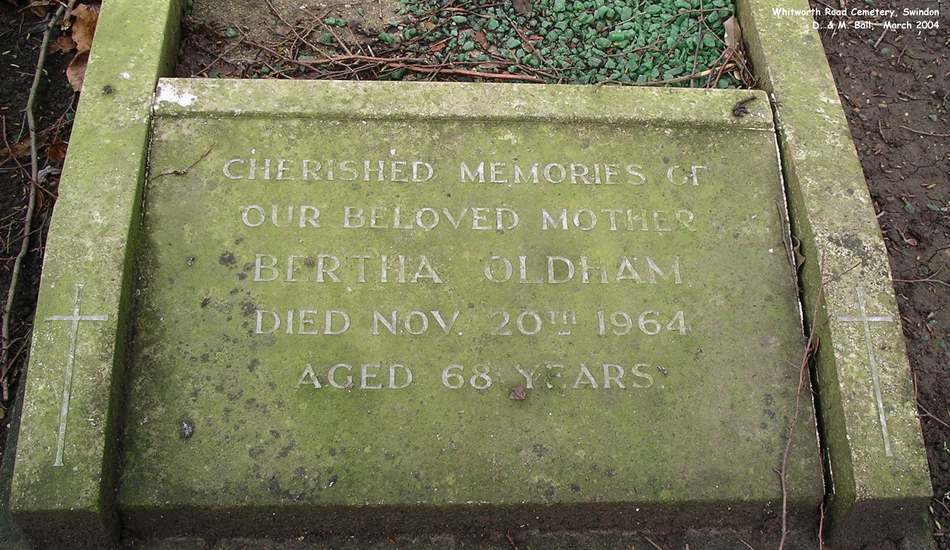 Whitworth Road Cemetery, Swindon
D. & M. Ball, March 2004
CHERISHED MEMORIES OF
OUR BELOVED MOTHER
BERTHA OLDHAM.
DIED NOV. 20TH 1964
AGED 68 YEARS.